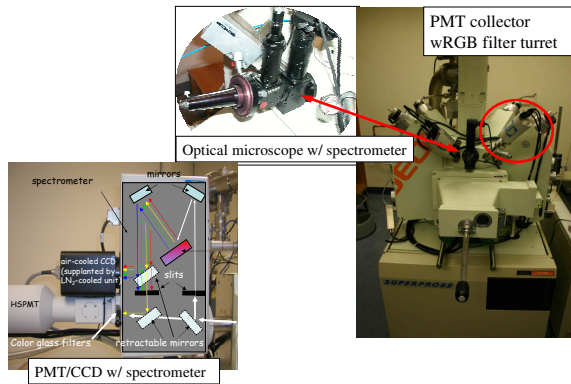 PMT collector
wRGB filter turret
Optical microscope w/ spectrometer
mirrors
spectrometer
air-cooled CCD
(supplanted by
LN2-cooled unit)
slits
HSPMT
Color glass filters
retractable mirrors
PMT/CCD w/ spectrometer
SUPERPROBE